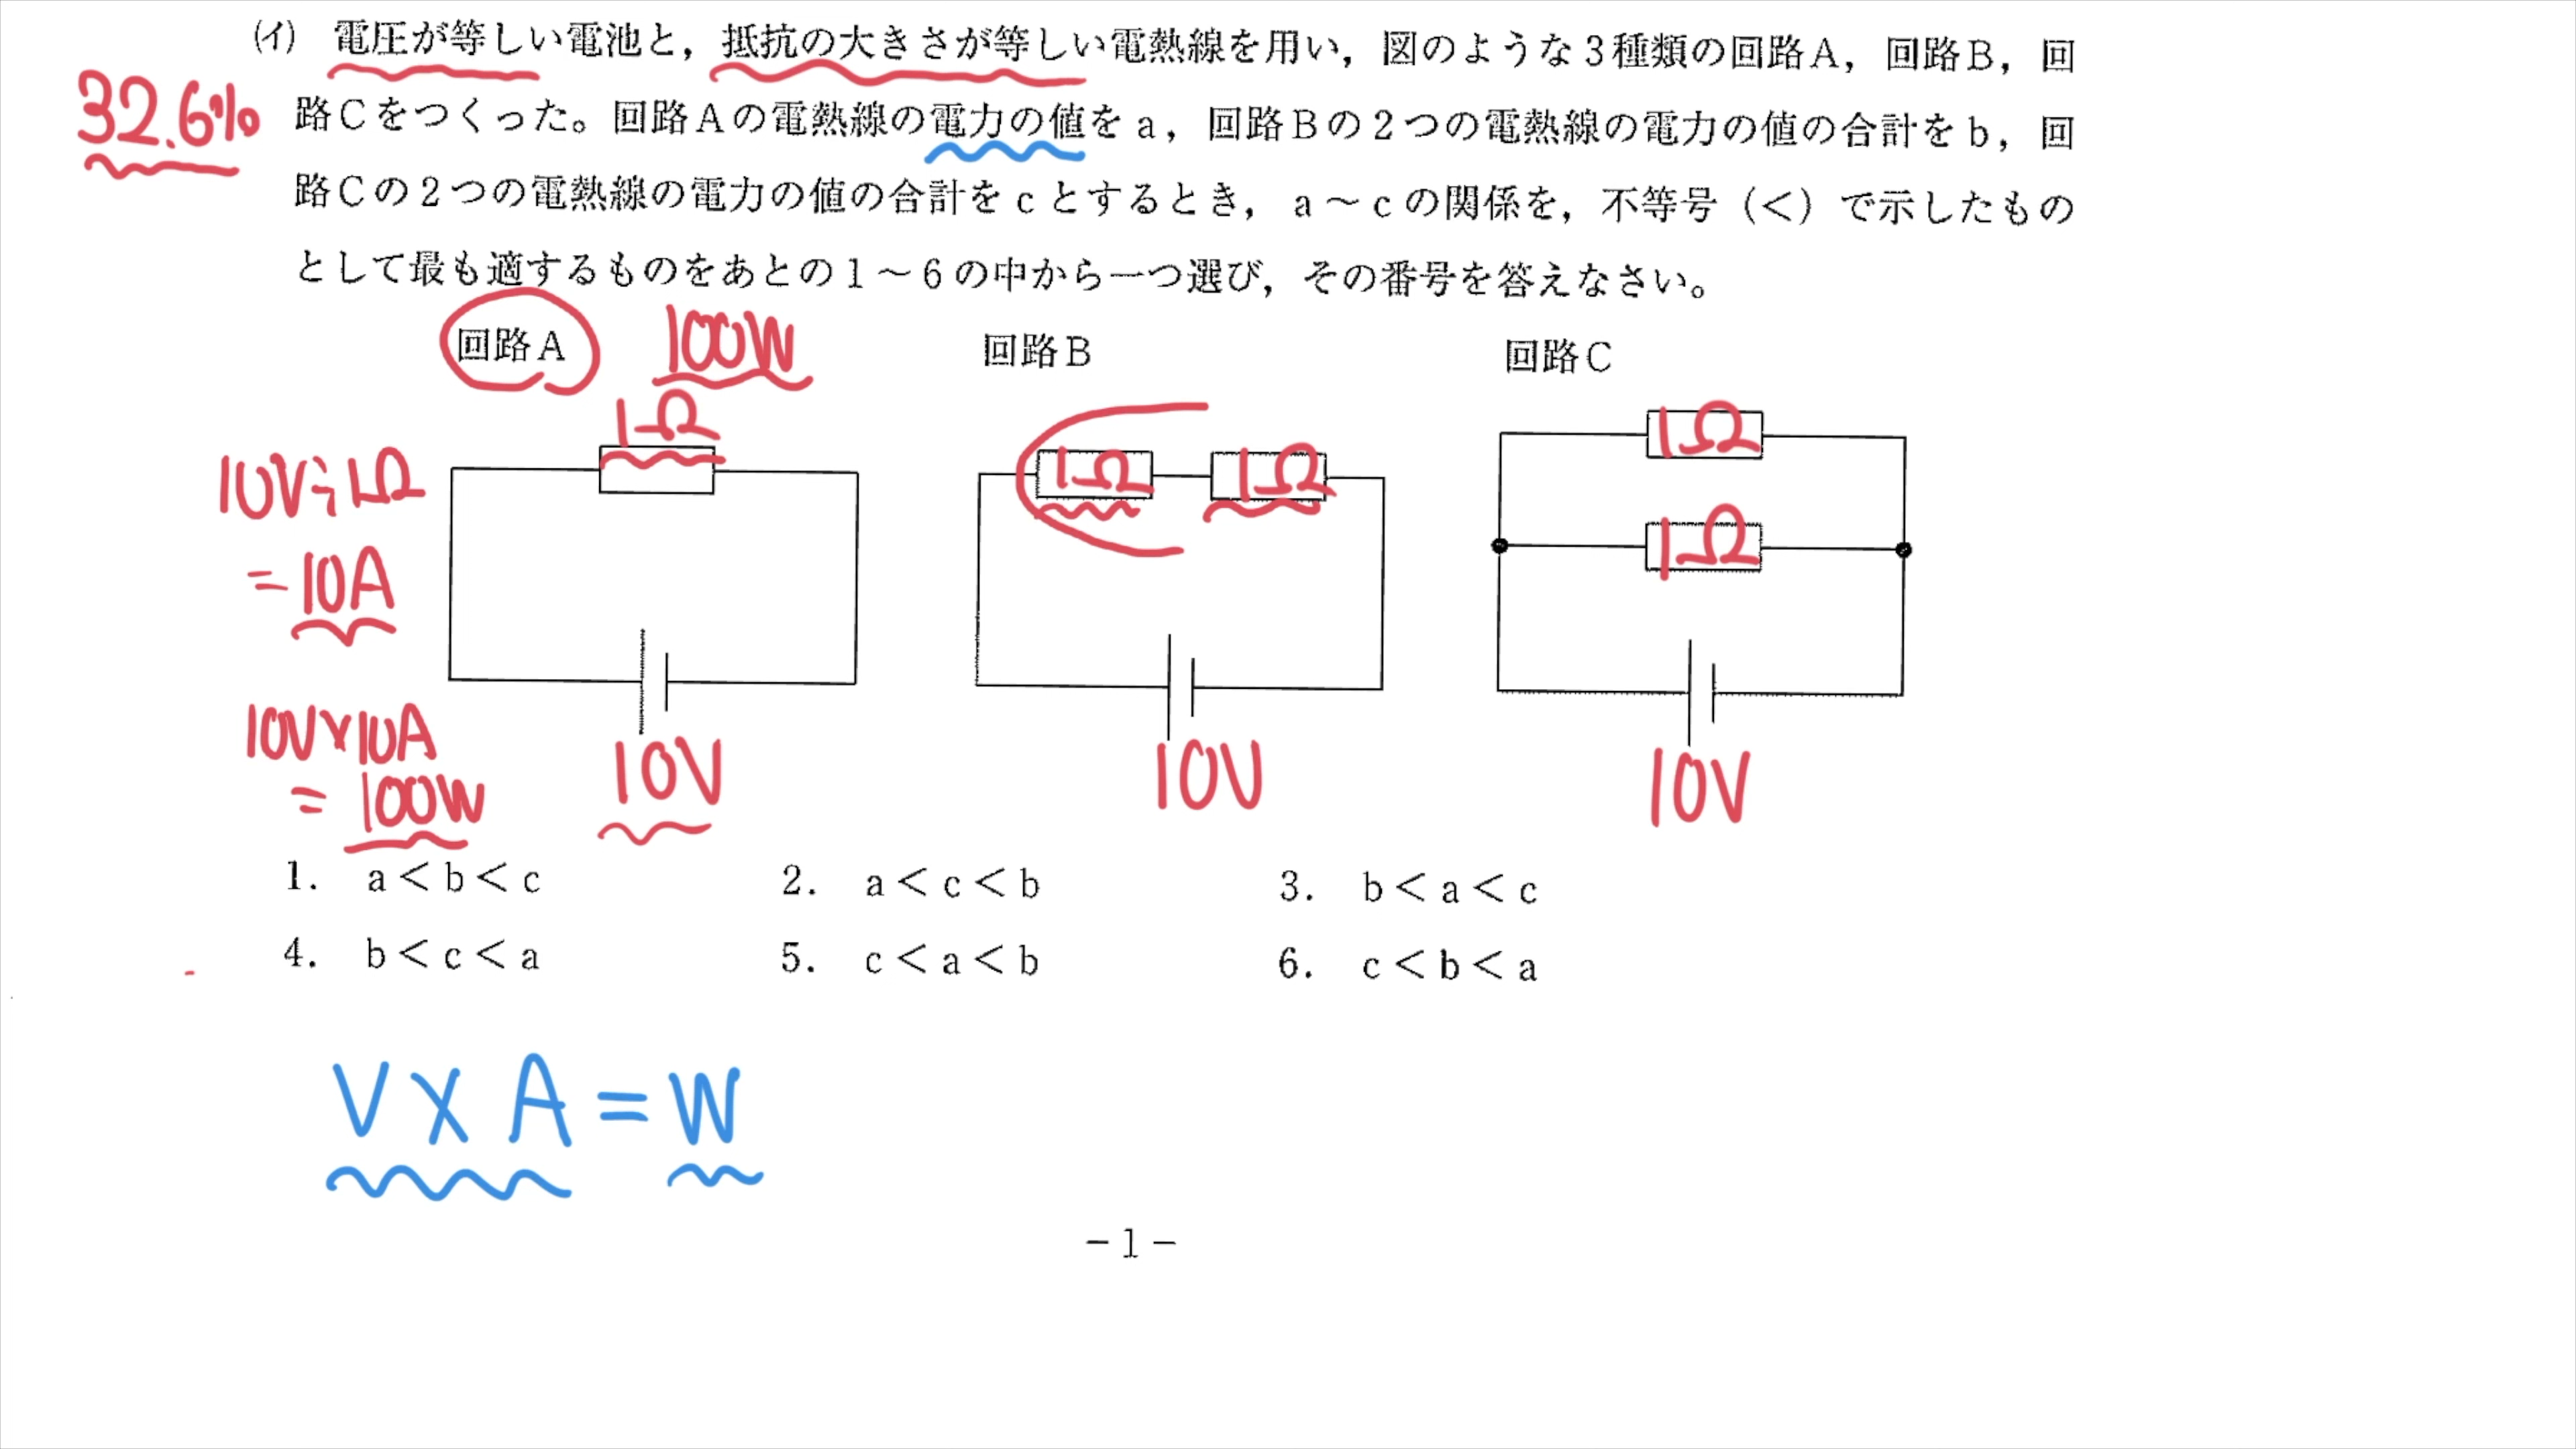 (イ) 電圧が等しい電池と，抵抗の大きさが等しい電熱線を用い，図のような3種類の回路A，回路B，回
32.6%
路Cをつくった。回路Aの電熱線の電力の値をa，回路Bの2つの電熱線の電力の値の合計をb，回
路Cの2つの電熱線の電力の値の合計をcとするとき，a～cの関係を，不等号（＜）で示したもの
として最も適するものをあとの1～6の中から一つ選び，その番号を答えなさい。
回路A 100W
回路B
回路C
1Ω
1Ω 1Ω
1Ω
1Ω
10V÷1Ω
=10A
10V×10A
= 100W
10V
10V
10V
1. a＜b＜c 2. a＜c＜b 3. b＜a＜c
4. b＜c＜a 5. c＜a＜b 6. c＜b＜a
V×A=W
－1－